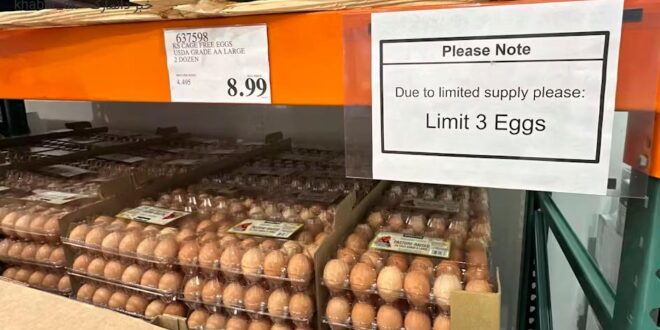 637598
KS CAGE FREE EGGS
USDA GRADE AA LARGE
2 DOZEN
4.495
8.99
Please Note
Due to limited supply please:
Limit 3 Eggs